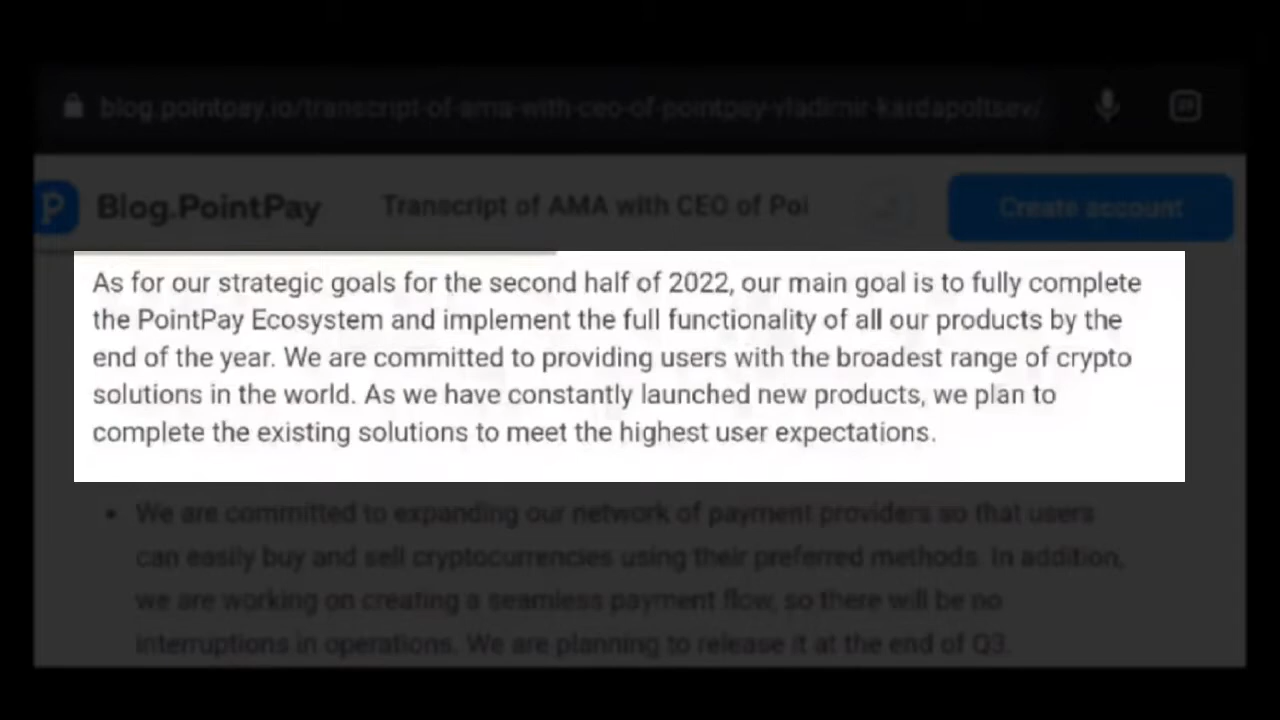 blog.pointpay.io/transcript-of-ama-with-ceo-of-pointpay-vladimir-kardapoltsev/
P Blog.PointPay Transcript of AMA with CEO of Poi Create account
As for our strategic goals for the second half of 2022, our main goal is to fully complete
the PointPay Ecosystem and implement the full functionality of all our products by the
end of the year. We are committed to providing users with the broadest range of crypto
solutions in the world. As we have constantly launched new products, we plan to
complete the existing solutions to meet the highest user expectations.
• We are committed to expanding our network of payment providers so that users
can easily buy and sell cryptocurrencies using their preferred methods. In addition,
we are working on creating a seamless payment flow, so there will be no
interruptions in operations. We are planning to release it at the end of Q3.